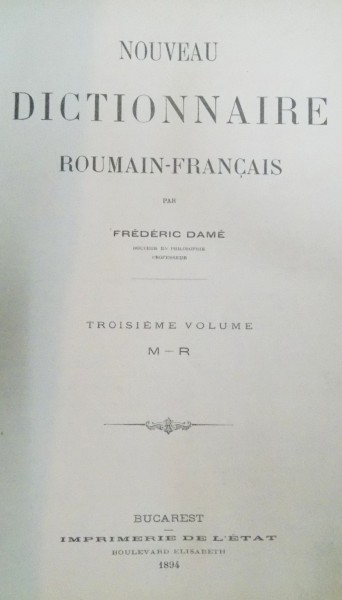 NOUVEAU
DICTIONNAIRE
ROUMAIN-FRANÇAIS
PAR
FRÉDÉRIC DAMÉ
PROFESSEUR
TROISIÈME VOLUME
M – R
BUCAREST
IMPRIMERIE DE L'ÉTAT
BOULEVARD ELISABETH
1894